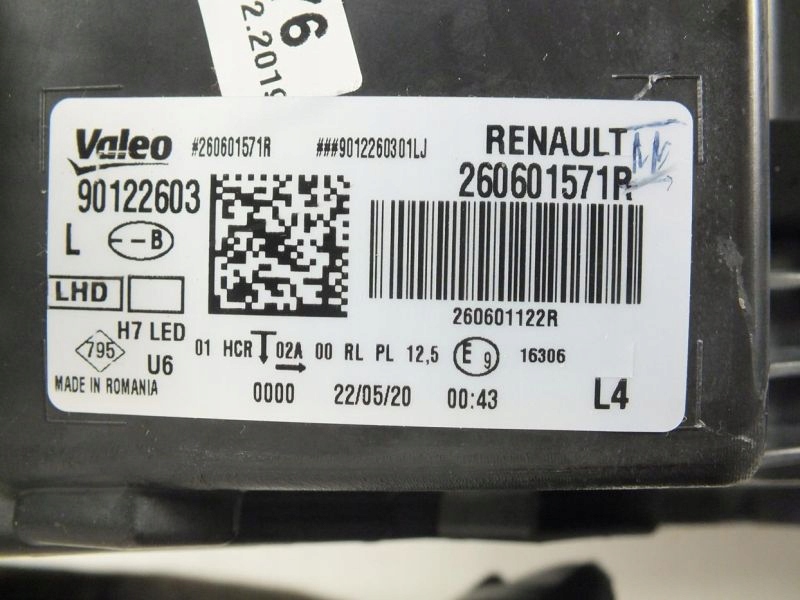 76
2.2019
Valeo #260601571R ###9012260301LJ RENAULT
90122603 260601571R
L B
LHD
260601122R
H7 LED
795 U6
01 HCR 02A 00 RL PL 12,5 E9 16306
MADE IN ROMANIA
0000 22/05/20 00:43 L4